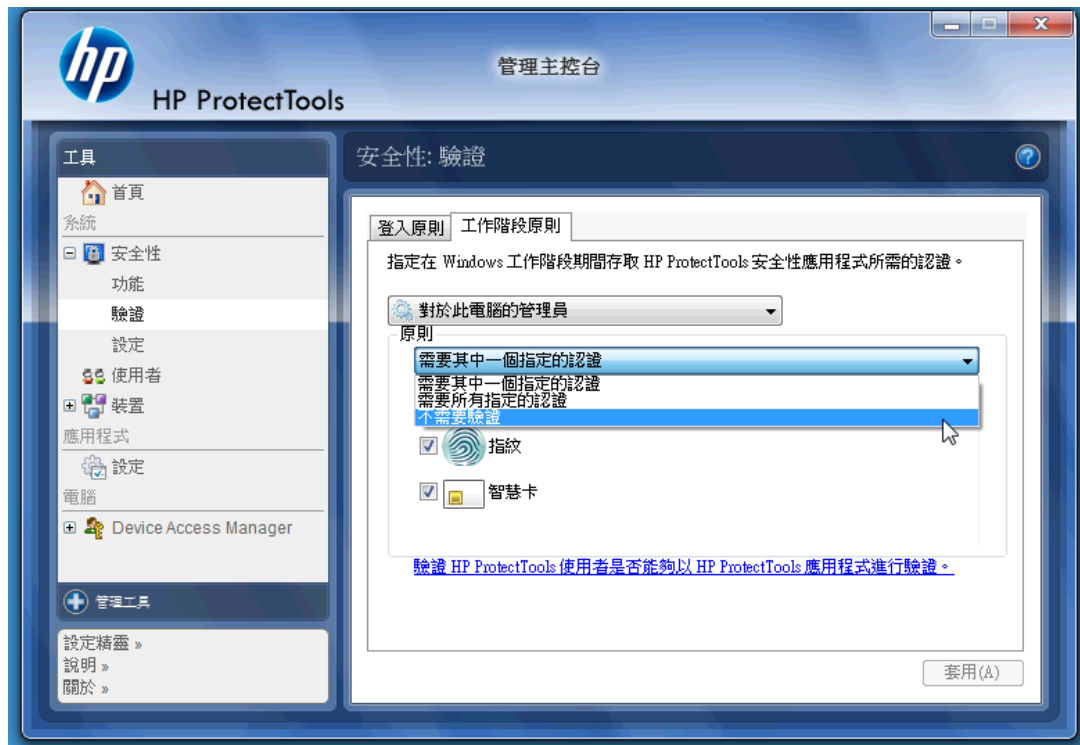 hp
HP ProtectTools
管理主控台
工具
首頁
系統
安全性
功能
驗證
設定
使用者
裝置
應用程式
設定
電腦
Device Access Manager
管理工具
設定精靈 »
說明 »
關於 »
安全性: 驗證
?
登入原則 工作階段原則
指定在 Windows 工作階段期間存取 HP ProtectTools 安全性應用程式所需的認證。
對於此電腦的管理員
原則
需要其中一個指定的認證
需要其中一個指定的認證
需要所有指定的認證
不需要驗證
指紋
智慧卡
驗證 HP ProtectTools 使用者是否能夠以 HP ProtectTools 應用程式進行驗證。
套用(A)